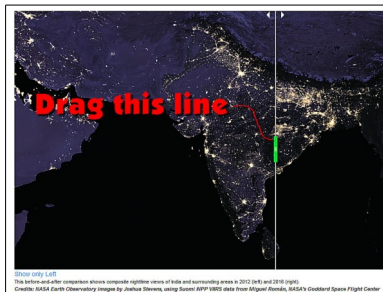 Drag this line
Show only Left
This before-and-after comparison shows composite nighttime views of India and surrounding areas in 2012 (left) and 2016 (right).
Credits: NASA Earth Observatory images by Joshua Stevens, using Suomi NPP VIIRS data from Miguel Román, NASA's Goddard Space Flight Center